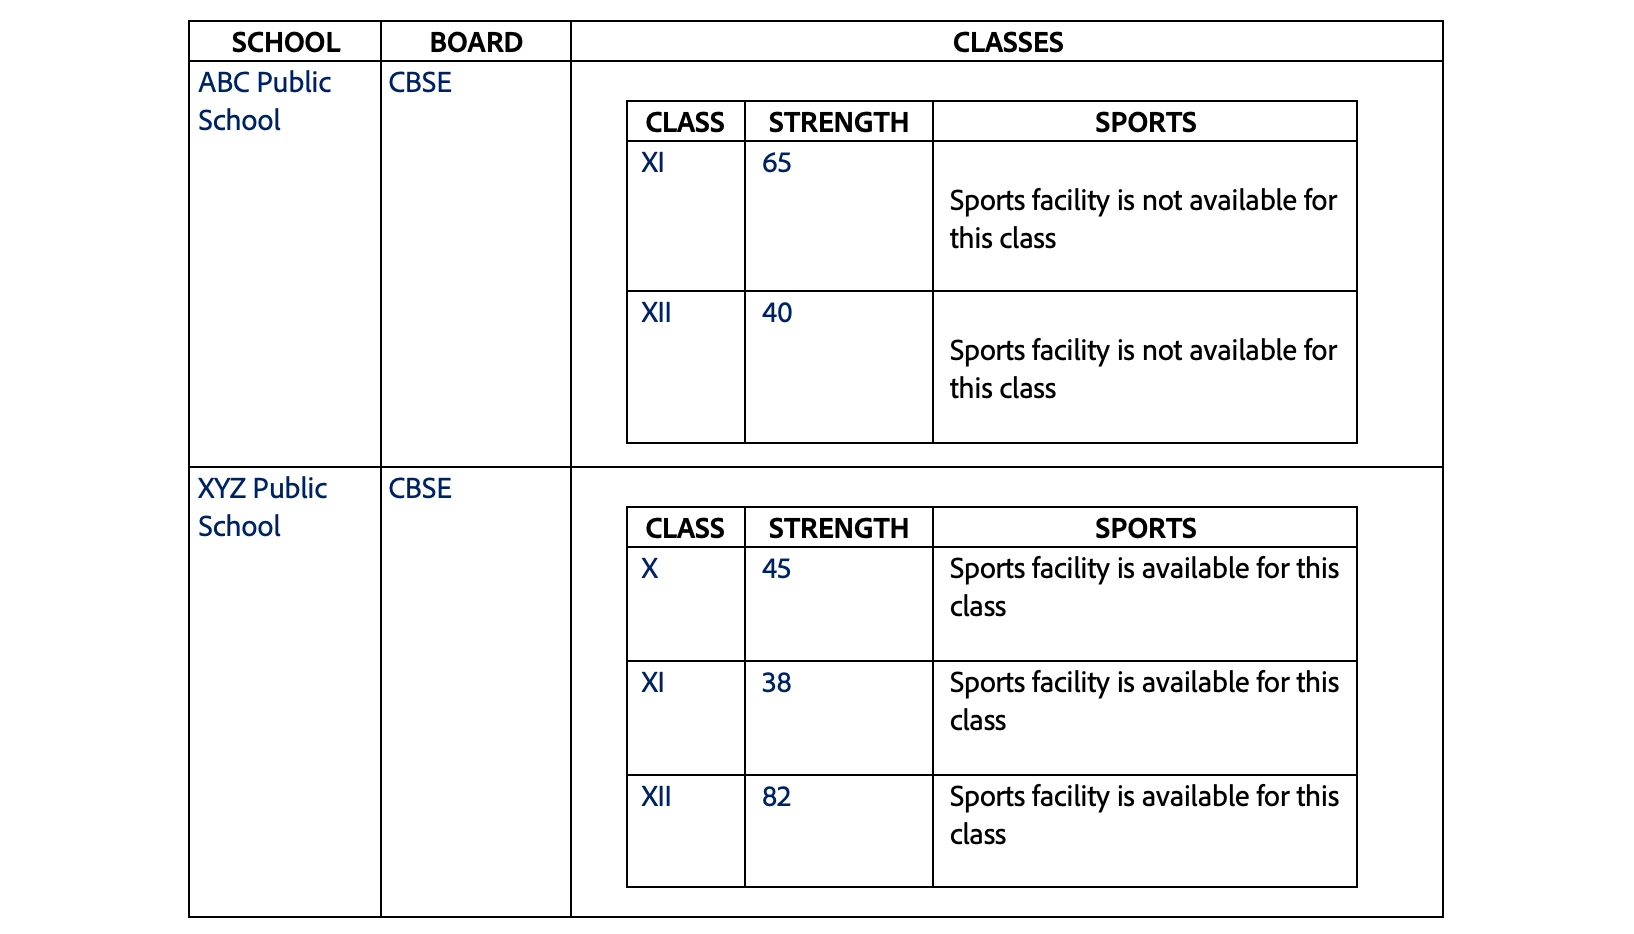 SCHOOL BOARD CLASSES
ABC Public CBSE
School
CLASS STRENGTH SPORTS
XI 65
Sports facility is not available for
this class
XII 40
Sports facility is not available for
this class
XYZ Public CBSE
School
CLASS STRENGTH SPORTS
X 45 Sports facility is available for this
class
XI 38 Sports facility is available for this
class
XII 82 Sports facility is available for this
class